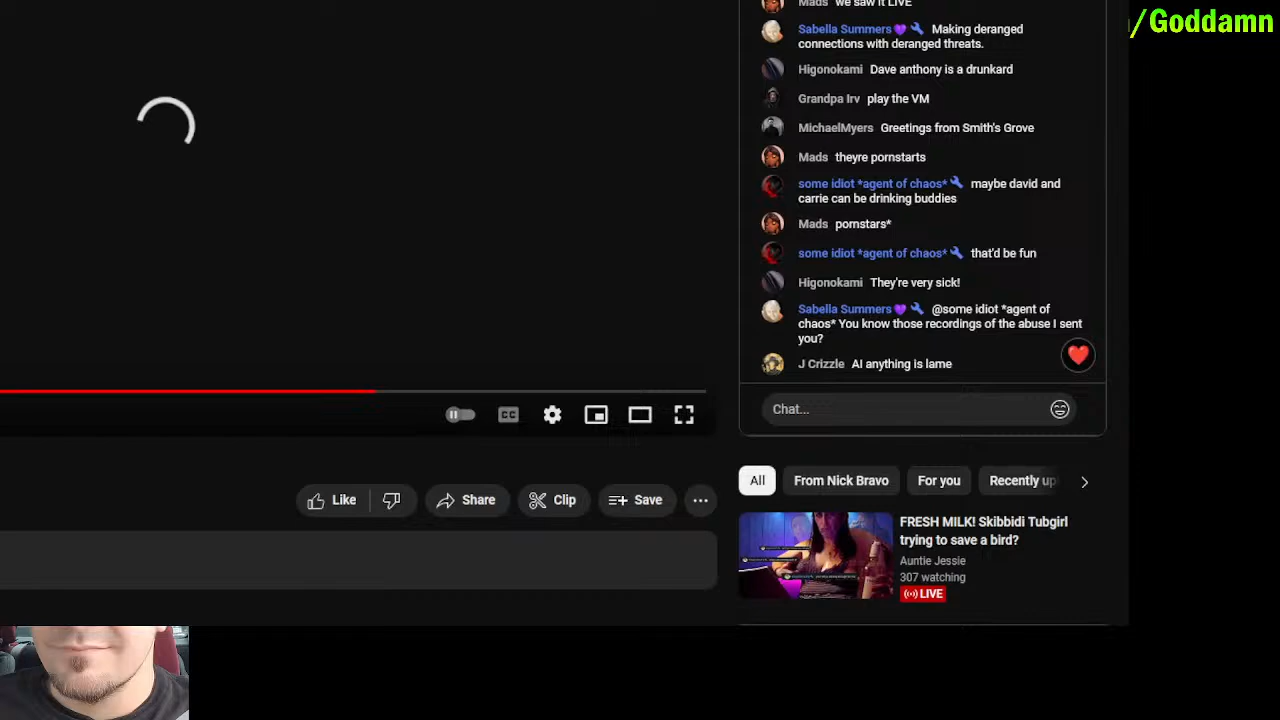 Mads we saw it LIVE
/Goddamn
Sabella Summers💜 Making deranged
connections with deranged threats.
Higonokami Dave anthony is a drunkard
Grandpa Irv play the VM
MichaelMyers Greetings from Smith's Grove
Mads theyre pornstarts
some idiot *agent of chaos* maybe david and
carrie can be drinking buddies
Mads pornstars*
some idiot *agent of chaos* that'd be fun
Higonokami They're very sick!
Sabella Summers💜 @some idiot *agent of
chaos* You know those recordings of the abuse I sent
you?
J Crizzle AI anything is lame
Chat...
CC
All From Nick Bravo For you Recently up
Like Share Clip Save
FRESH MILK! Skibbidi Tubgirl
trying to save a bird?
Auntie Jessie
307 watching
LIVE